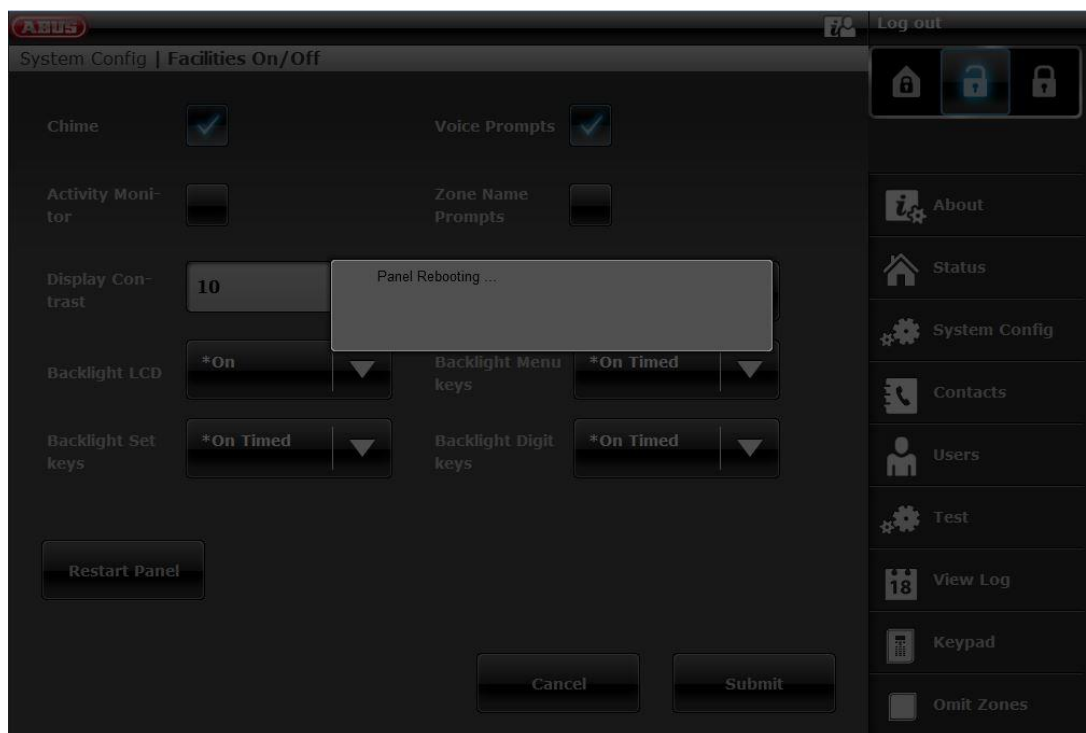 ABUS
Log out
System Config | Facilities On/Off
Chime
Voice Prompts
Activity Moni-
tor
Zone Name
Prompts
About
Display Con-
trast
10
Panel Rebooting ...
Status
System Config
Backlight LCD
*On
Backlight Menu
keys
*On Timed
Contacts
Backlight Set
keys
*On Timed
Backlight Digit
keys
*On Timed
Users
Test
Restart Panel
18
View Log
Keypad
Cancel
Submit
Omit Zones